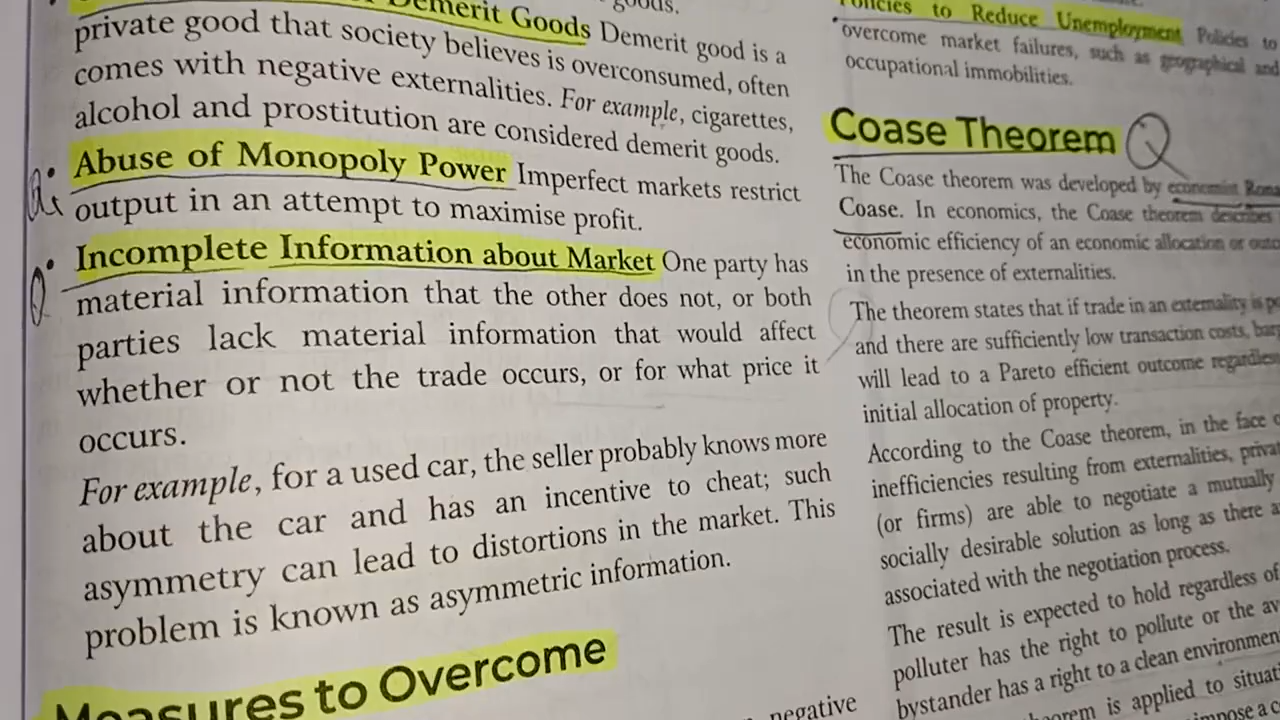 goods.
Demerit Goods Demerit good is a
private good that society believes is overconsumed, often
comes with negative externalities. For example, cigarettes,
alcohol and prostitution are considered demerit goods.
• Abuse of Monopoly Power Imperfect markets restrict
output in an attempt to maximise profit.
• Incomplete Information about Market One party has
material information that the other does not, or both
parties lack material information that would affect
whether or not the trade occurs, or for what price it
occurs.
For example, for a used car, the seller probably knows more
about the car and has an incentive to cheat; such
asymmetry can lead to distortions in the market. This
problem is known as asymmetric information.
Measures to Overcome
negative
Policies to Reduce Unemployment Policies to
overcome market failures, such as geographical and
occupational immobilities.
Coase Theorem
The Coase theorem was developed by economist
Coase. In economics, the Coase theorem describes
economic efficiency of an economic allocation or
in the presence of externalities.
The theorem states that if trade in an externality is
and there are sufficiently low transaction costs,
will lead to a Pareto efficient outcome regardless
initial allocation of property.
According to the Coase theorem, in the face
inefficiencies resulting from externalities,
(or firms) are able to negotiate a mutually
socially desirable solution as long as there
associated with the negotiation process.
The result is expected to hold regardless of
polluter has the right to pollute or the
bystander has a right to a clean
is applied to